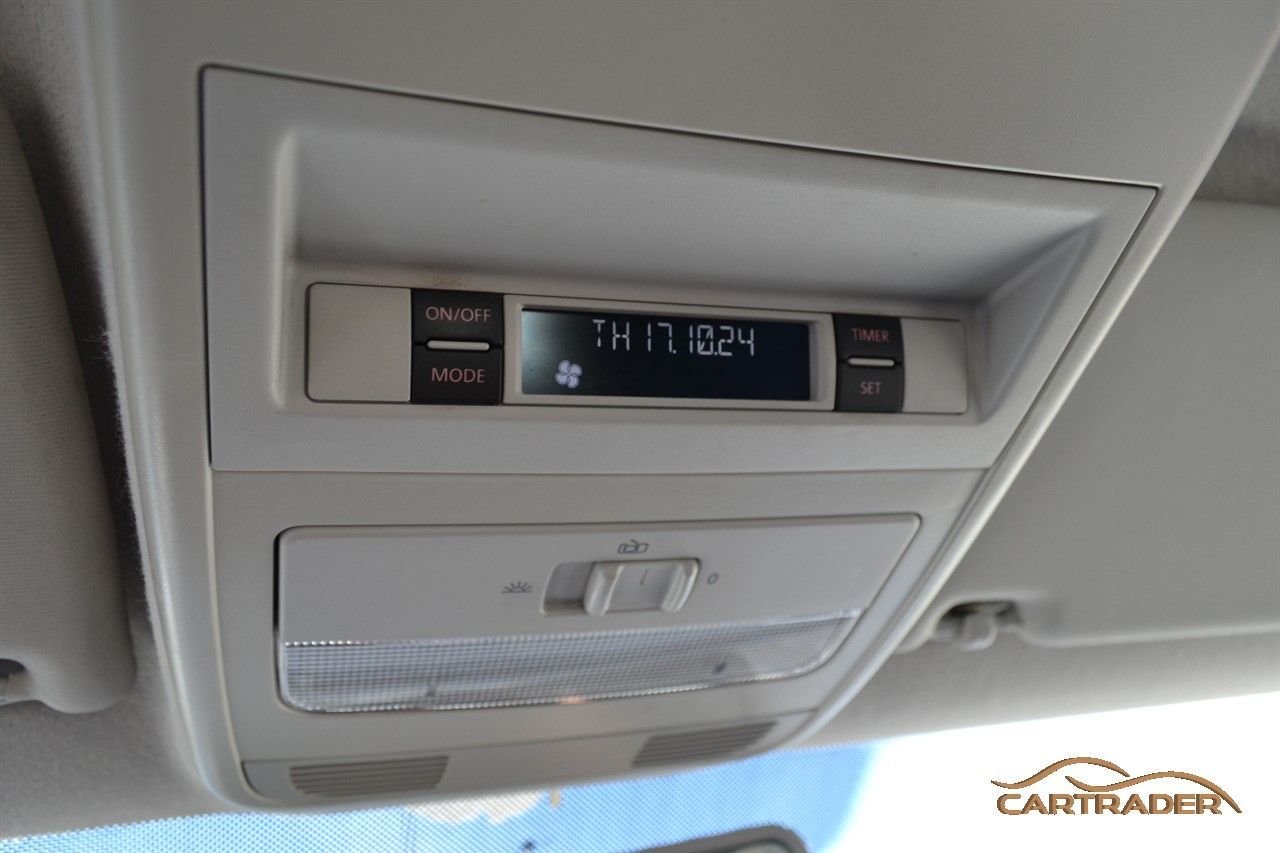 ON/OFF
MODE
TH 17.10.24
TIMER
SET
CARTRADER